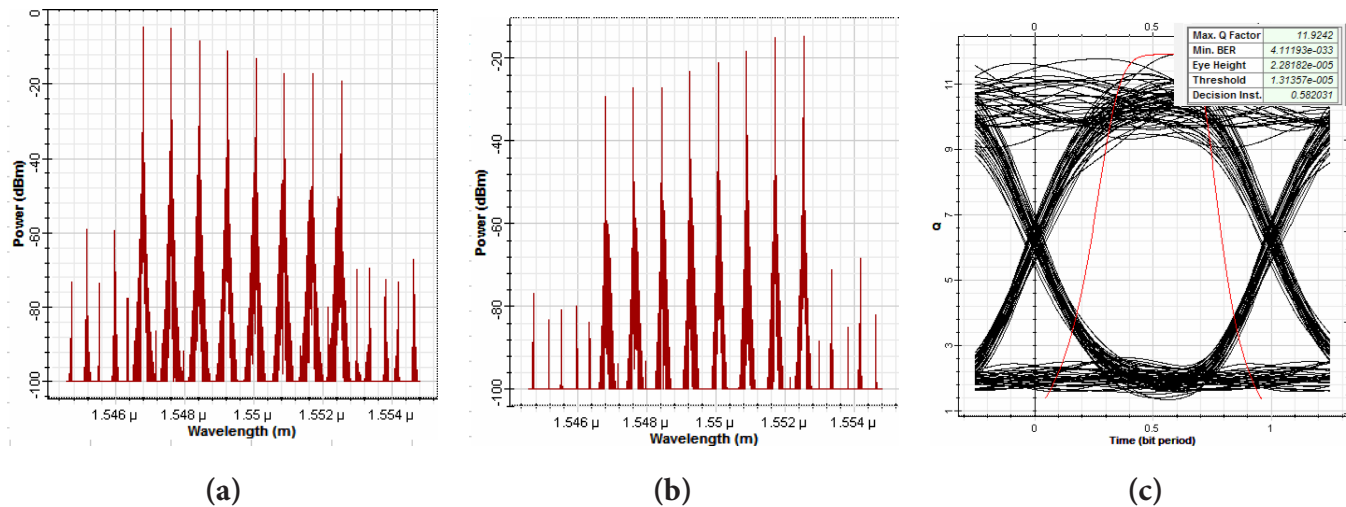 0
-20
-40
-60
-80
-100
Power (dBm)
1.546 µ 1.548 µ 1.55 µ 1.552 µ 1.554 µ
Wavelength (m)
(a)
-20
-40
-60
-80
-100
Power (dBm)
1.546 µ 1.548 µ 1.55 µ 1.552 µ 1.554 µ
Wavelength (m)
(b)
0 0.5
Max. Q Factor 11.9242
Min. BER 4.11193e-033
Eye Height 2.28182e-005
Threshold 1.31357e-005
Decision Inst. 0.582031
11
9
7
5
3
1
Q
0 0.5 1
Time (bit period)
(c)